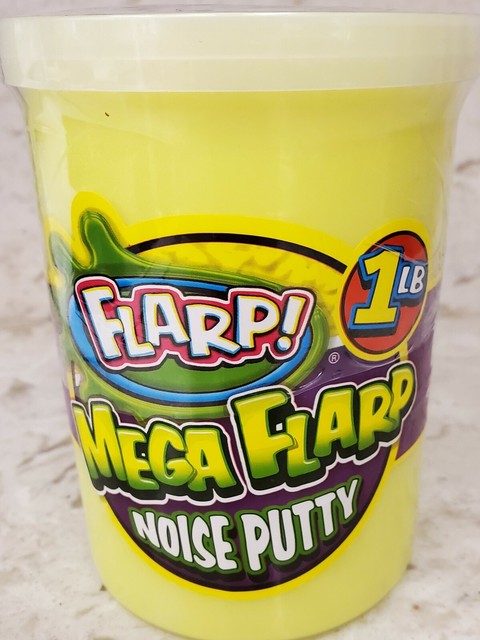 FLARP!
®
1 LB
MEGA FLARP
NOISE PUTTY